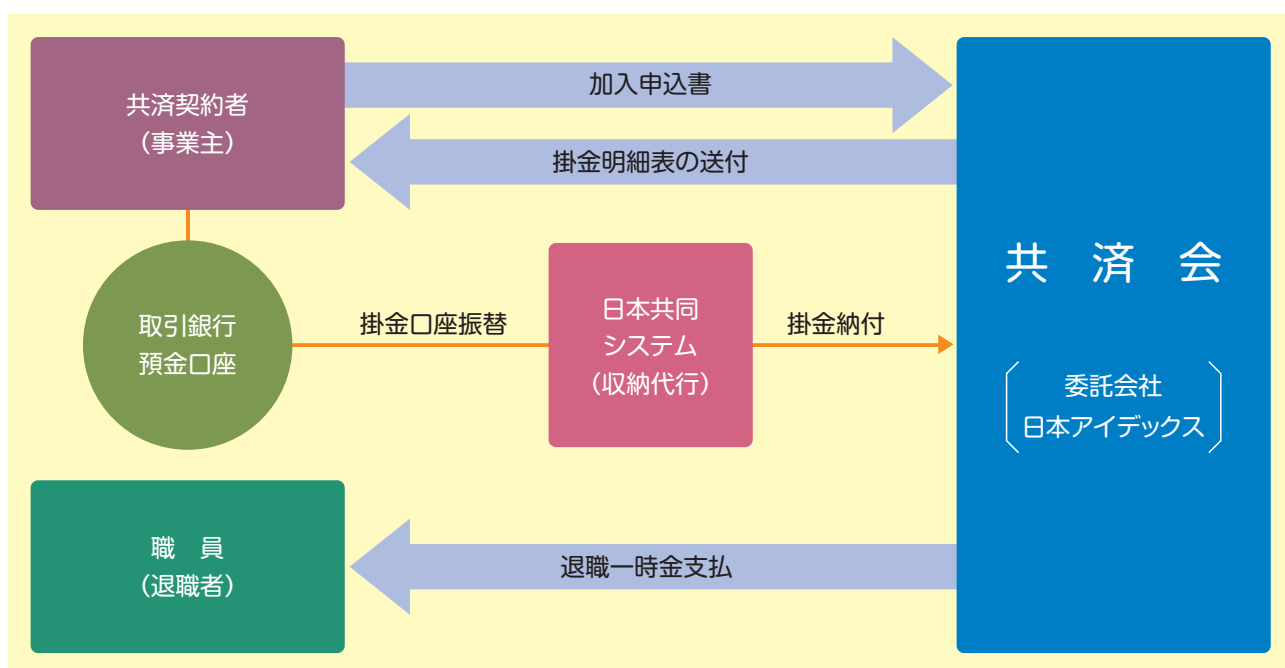 共済契約者
（事業主）
加入申込書
掛金明細表の送付
取引銀行
預金口座
掛金口座振替
日本共同
システム
（収納代行）
掛金納付
共　済　会
委託会社
日本アイデックス
職　員
（退職者）
退職一時金支払